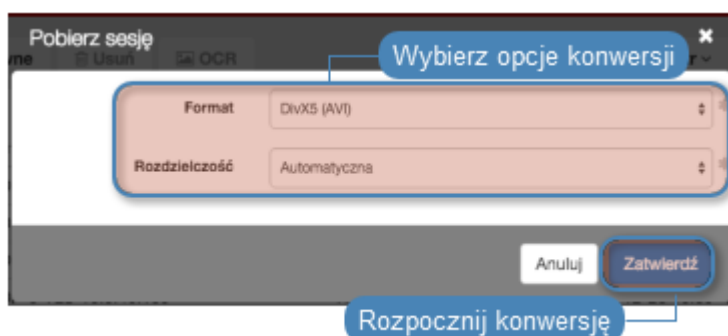 Pobierz sesję
Wybierz opcje konwersji
Usuń OCR
Format DivX5 (AVI)
Rozdzielczość Automatyczna
Anuluj Zatwierdź
Rozpocznij konwersję